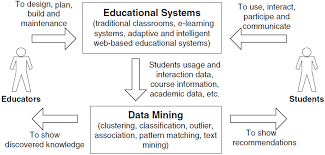 To design, plan,
build and
maintenance
Educational Systems
(traditional classrooms, e-learning
systems, adaptive and intelligent
web-based educational systems)
To use, interact,
participe and
communicate
Students usage and
interaction data,
course information,
academic data, etc.
Educators
Students
Data Mining
(clustering, classification, outlier,
association, pattern matching, text
mining)
To show
discovered knowledge
To show
recommendations